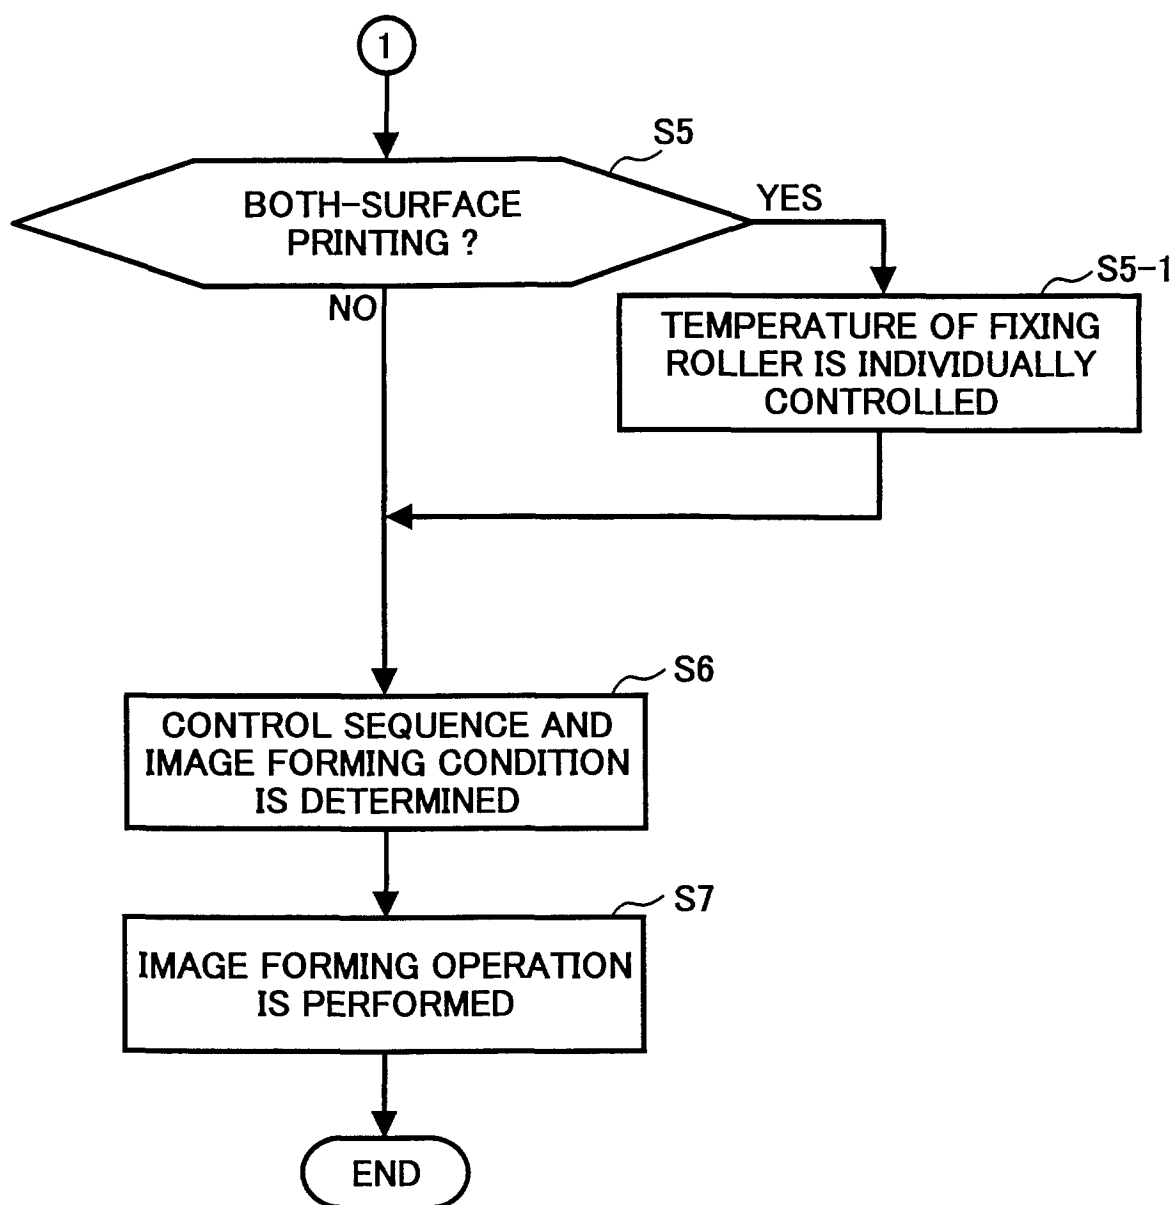 1
S5
BOTH-SURFACE
PRINTING ?
YES
NO
S5-1
TEMPERATURE OF FIXING
ROLLER IS INDIVIDUALLY
CONTROLLED
S6
CONTROL SEQUENCE AND
IMAGE FORMING CONDITION
IS DETERMINED
S7
IMAGE FORMING OPERATION
IS PERFORMED
END